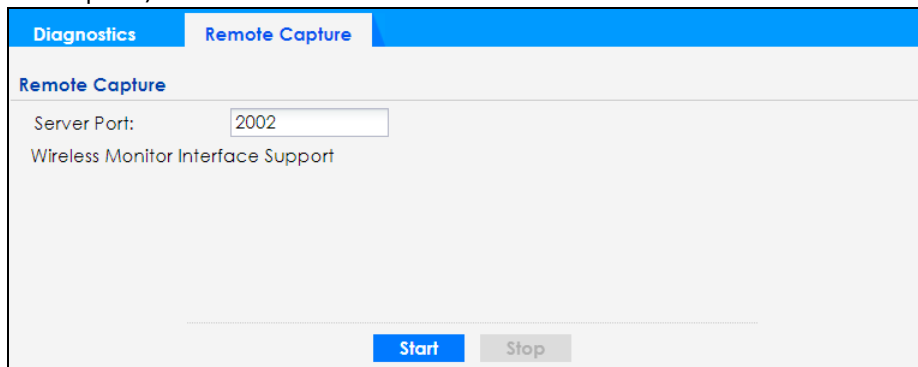 Diagnostics Remote Capture
Remote Capture
Server Port: 2002
Wireless Monitor Interface Support
Start Stop